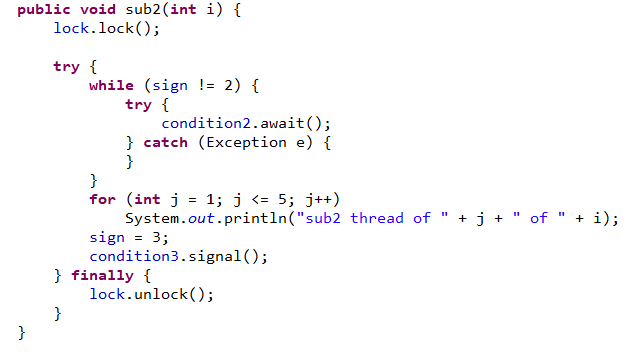 public void sub2(int i) {
    lock.lock();

    try {
        while (sign != 2) {
            try {
                condition2.await();
            } catch (Exception e) {
            }
        }
        for (int j = 1; j <= 5; j++)
            System.out.println("sub2 thread of " + j + " of " + i);
        sign = 3;
        condition3.signal();
    } finally {
        lock.unlock();
    }
}